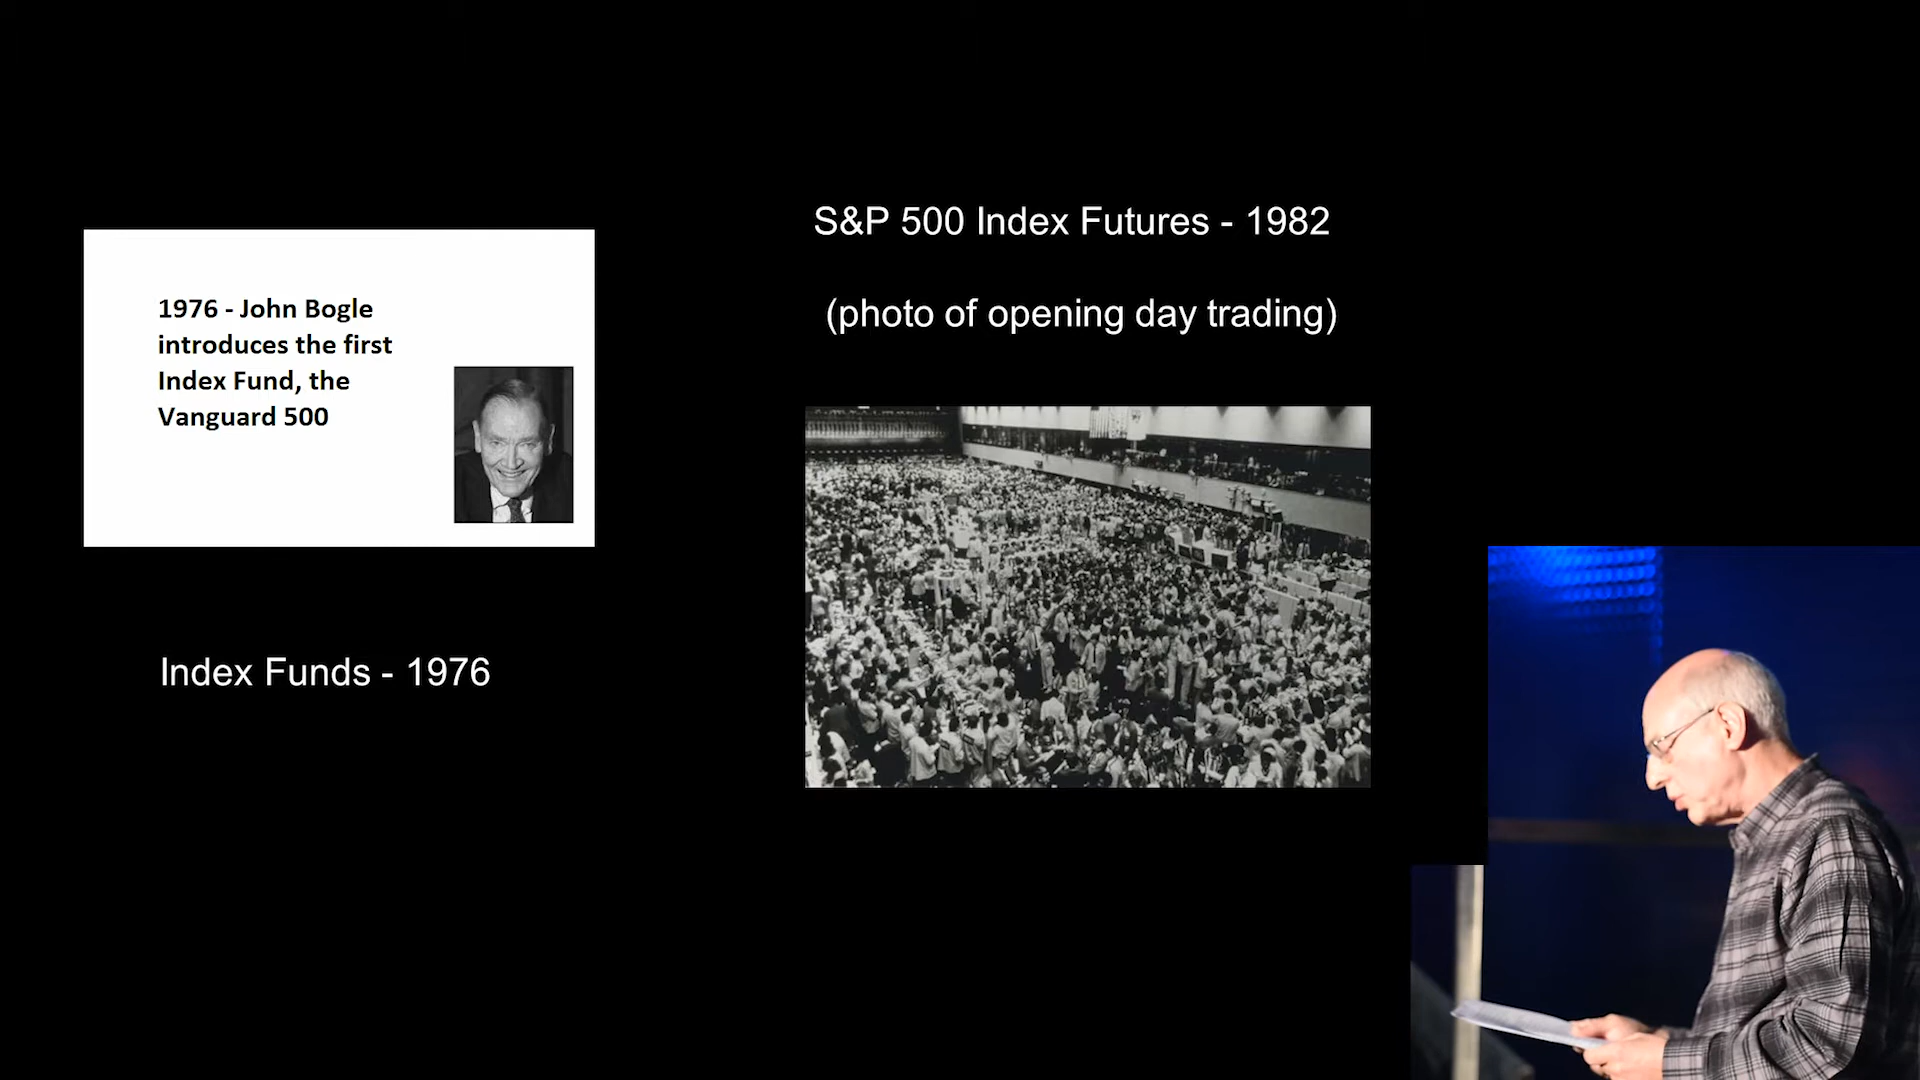 1976 - John Bogle
introduces the first
Index Fund, the
Vanguard 500
Index Funds - 1976
S&P 500 Index Futures - 1982
(photo of opening day trading)